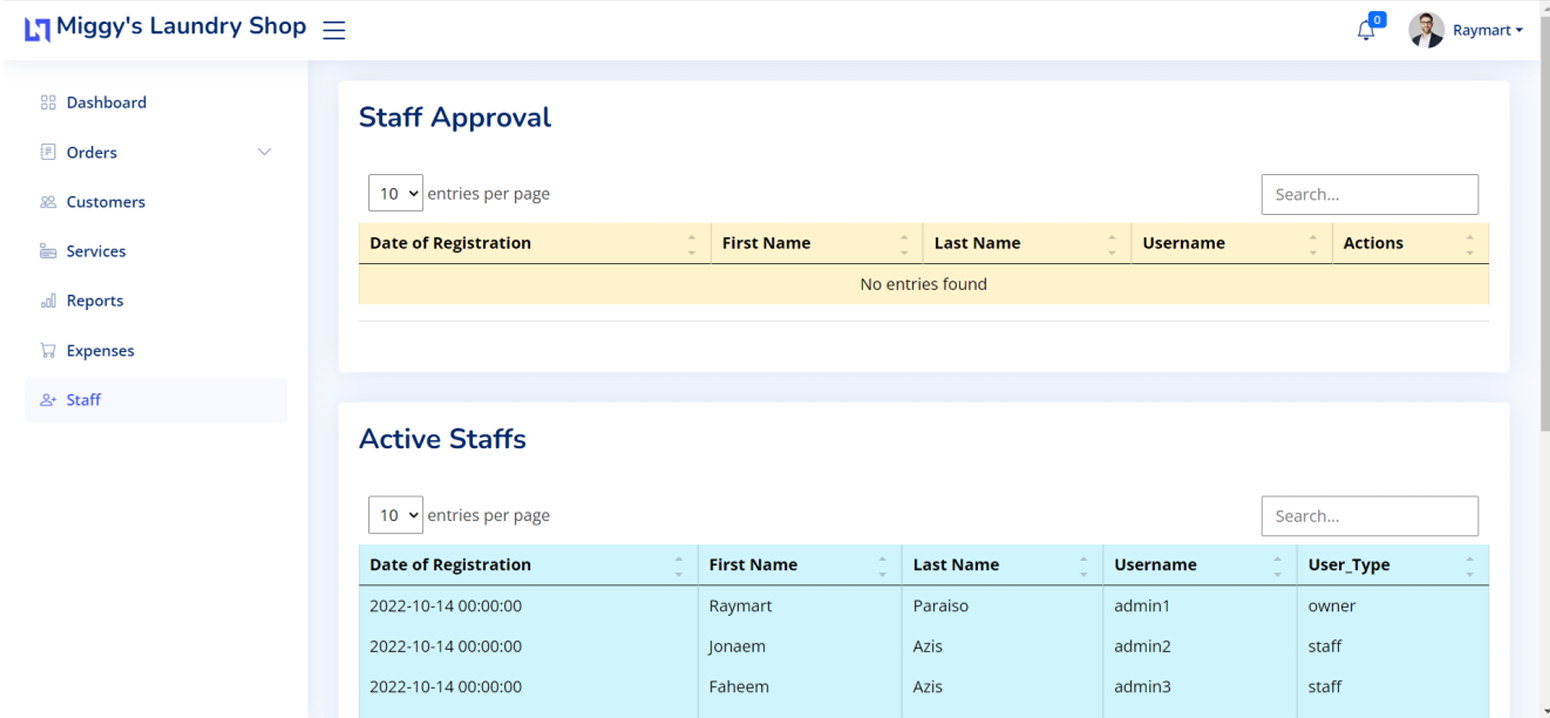 Miggy's Laundry Shop
0
Raymart
Dashboard
Orders
Customers
Services
Reports
Expenses
Staff
Staff Approval
10 entries per page
Search...
Date of Registration First Name Last Name Username Actions
No entries found
Active Staffs
10 entries per page
Search...
Date of Registration First Name Last Name Username User_Type
2022-10-14 00:00:00 Raymart Paraiso admin1 owner
2022-10-14 00:00:00 Jonaem Azis admin2 staff
2022-10-14 00:00:00 Faheem Azis admin3 staff